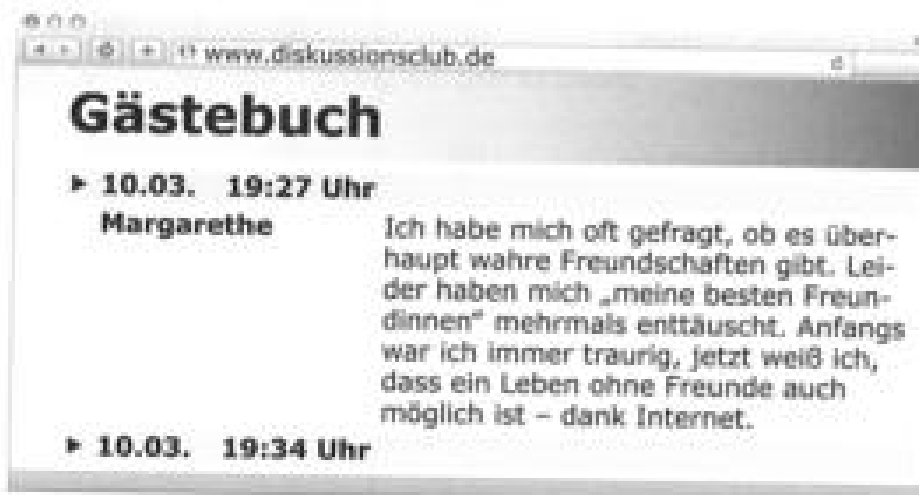 www.diskussionsclub.de
Gästebuch
10.03. 19:27 Uhr
Margarethe
Ich habe mich oft gefragt, ob es über-
haupt wahre Freundschaften gibt. Lei-
der haben mich „meine besten Freun-
dinnen“ mehrmals enttäuscht. Anfangs
war ich immer traurig, jetzt weiß ich,
dass ein Leben ohne Freunde auch
möglich ist – dank Internet.
10.03. 19:34 Uhr